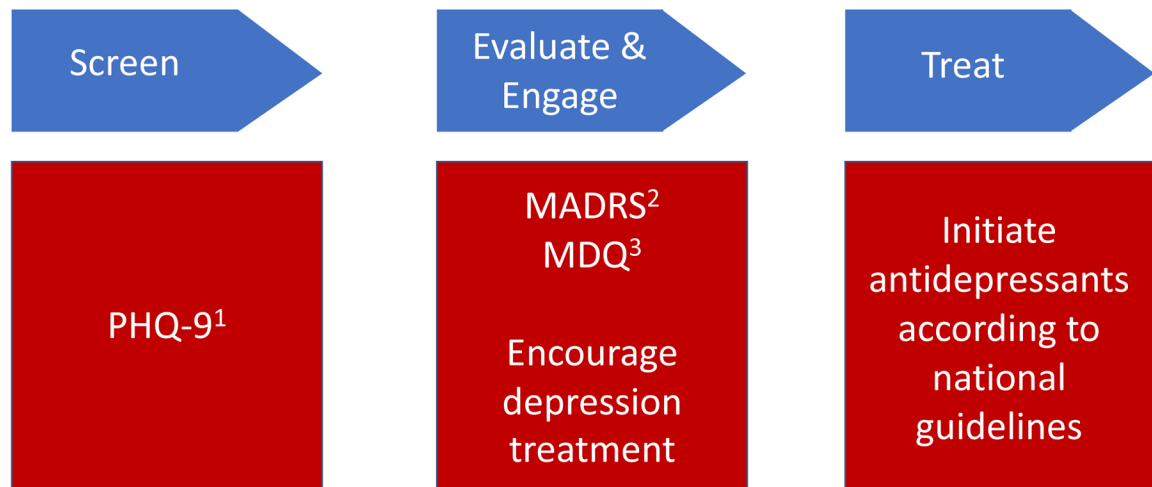 Screen
Evaluate &
Engage
Treat
PHQ-9¹
MADRS²
MDQ³
Encourage
depression
treatment
Initiate
antidepressants
according to
national
guidelines